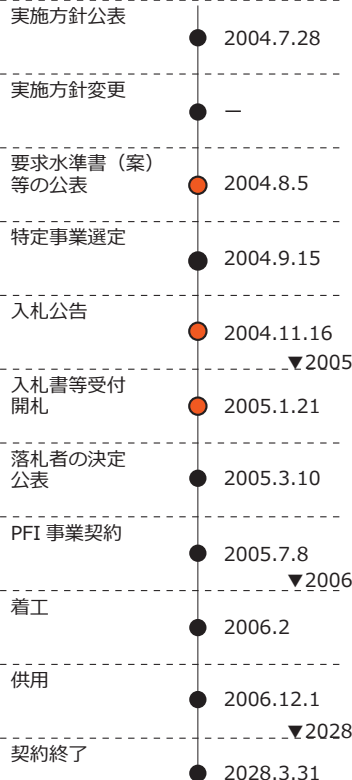 実施方針公表
2004.7.28
実施方針変更
—
要求水準書（案）
等の公表
2004.8.5
特定事業選定
2004.9.15
入札公告
2004.11.16
▼2005
入札書等受付
開札
2005.1.21
落札者の決定
公表
2005.3.10
PFI 事業契約
2005.7.8
▼2006
着工
2006.2
供用
2006.12.1
▼2028
契約終了
2028.3.31